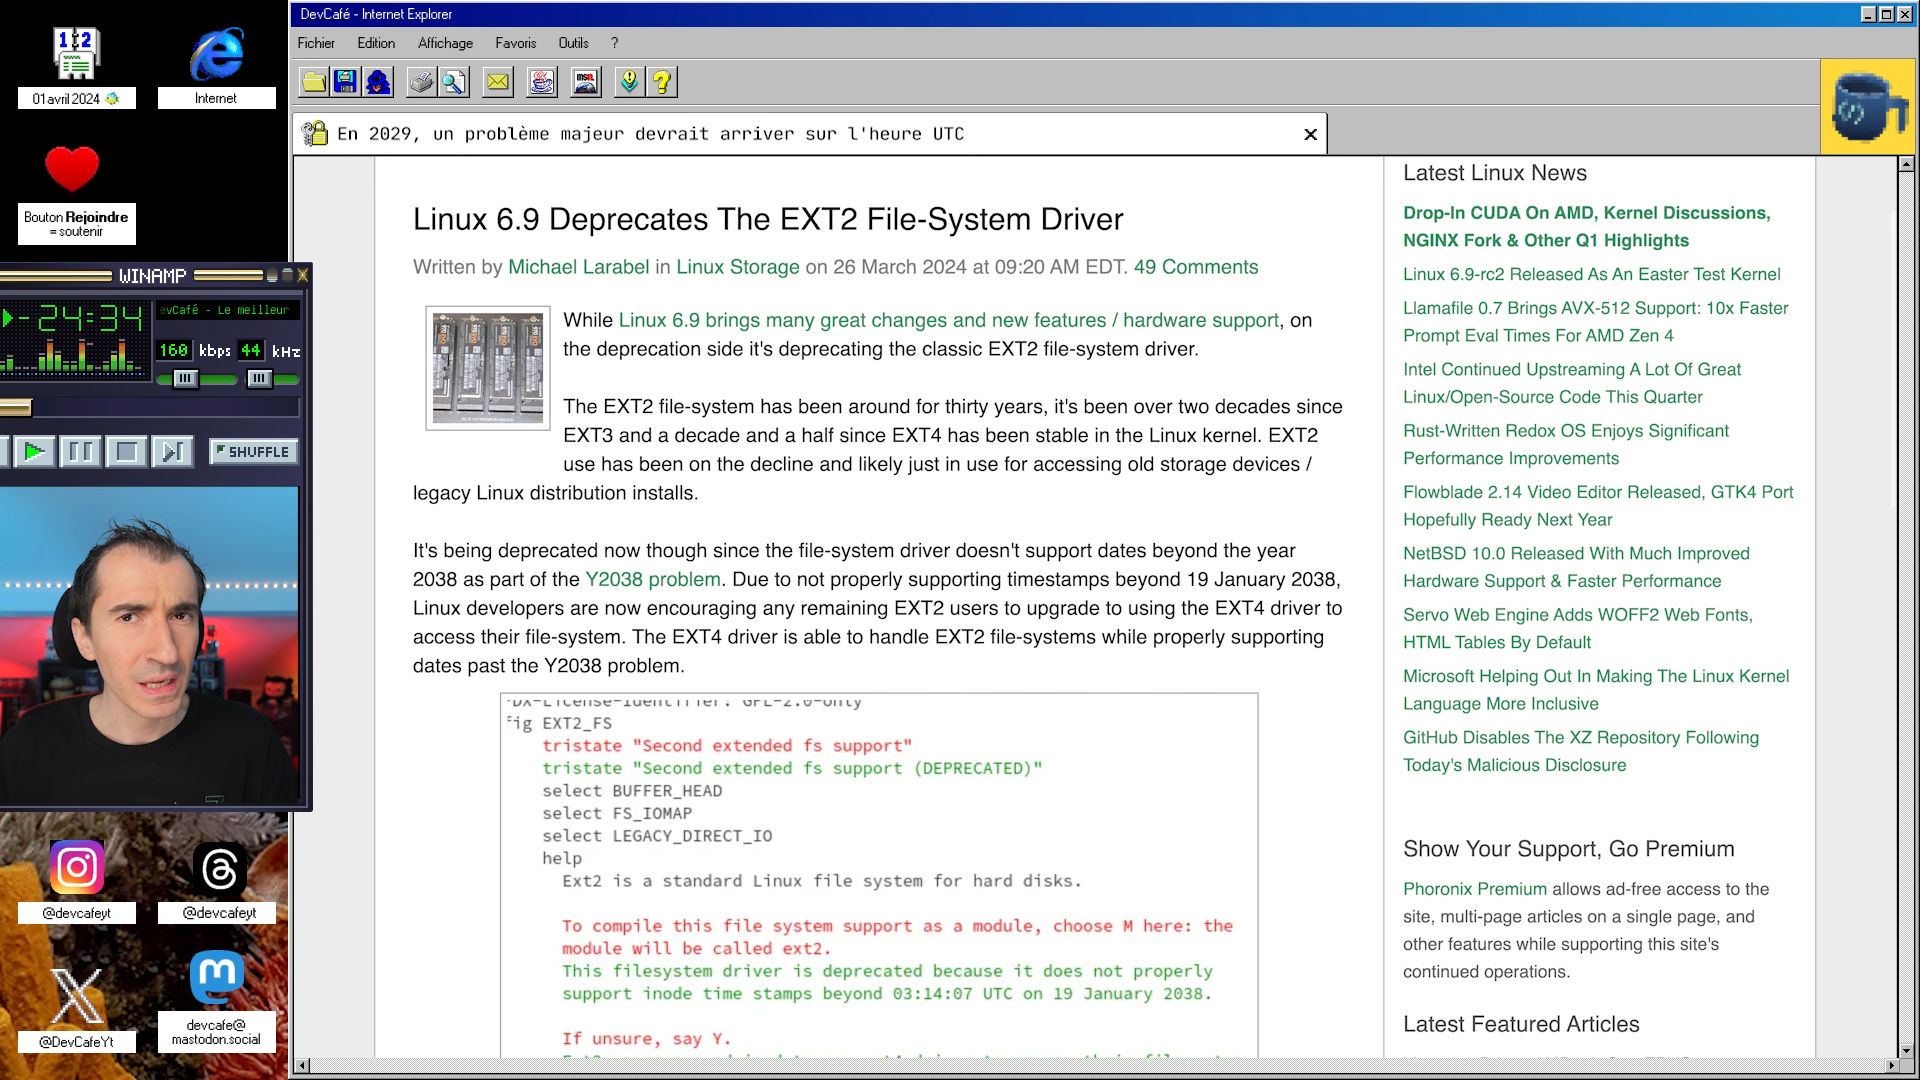 DevCafé - Internet Explorer
Fichier Edition Affichage Favoris Outils ?
msn
En 2029, un problème majeur devrait arriver sur l'heure UTC
12
01 avril 2024
Internet
Bouton Rejoindre
= soutenir
WINAMP
-24:34
evCafé - Le meilleur
160 kbps 44 kHz
SHUFFLE
@devcafeyt
@devcafeyt
@DevCafeYt
devcafe@
mastodon.social
Linux 6.9 Deprecates The EXT2 File-System Driver
Written by Michael Larabel in Linux Storage on 26 March 2024 at 09:20 AM EDT. 49 Comments
While Linux 6.9 brings many great changes and new features / hardware support, on
the deprecation side it's deprecating the classic EXT2 file-system driver.
The EXT2 file-system has been around for thirty years, it's been over two decades since
EXT3 and a decade and a half since EXT4 has been stable in the Linux kernel. EXT2
use has been on the decline and likely just in use for accessing old storage devices /
legacy Linux distribution installs.
It's being deprecated now though since the file-system driver doesn't support dates beyond the year
2038 as part of the Y2038 problem. Due to not properly supporting timestamps beyond 19 January 2038,
Linux developers are now encouraging any remaining EXT2 users to upgrade to using the EXT4 driver to
access their file-system. The EXT4 driver is able to handle EXT2 file-systems while properly supporting
dates past the Y2038 problem.
DX-License-Identifier: GPL-2.0-only
fig EXT2_FS
tristate "Second extended fs support"
tristate "Second extended fs support (DEPRECATED)"
select BUFFER_HEAD
select FS_IOMAP
select LEGACY_DIRECT_IO
help
Ext2 is a standard Linux file system for hard disks.
To compile this file system support as a module, choose M here: the
module will be called ext2.
This filesystem driver is deprecated because it does not properly
support inode time stamps beyond 03:14:07 UTC on 19 January 2038.
If unsure, say Y.
Latest Linux News
Drop-In CUDA On AMD, Kernel Discussions,
NGINX Fork & Other Q1 Highlights
Linux 6.9-rc2 Released As An Easter Test Kernel
Llamafile 0.7 Brings AVX-512 Support: 10x Faster
Prompt Eval Times For AMD Zen 4
Intel Continued Upstreaming A Lot Of Great
Linux/Open-Source Code This Quarter
Rust-Written Redox OS Enjoys Significant
Performance Improvements
Flowblade 2.14 Video Editor Released, GTK4 Port
Hopefully Ready Next Year
NetBSD 10.0 Released With Much Improved
Hardware Support & Faster Performance
Servo Web Engine Adds WOFF2 Web Fonts,
HTML Tables By Default
Microsoft Helping Out In Making The Linux Kernel
Language More Inclusive
GitHub Disables The XZ Repository Following
Today's Malicious Disclosure
Show Your Support, Go Premium
Phoronix Premium allows ad-free access to the
site, multi-page articles on a single page, and
other features while supporting this site's
continued operations.
Latest Featured Articles